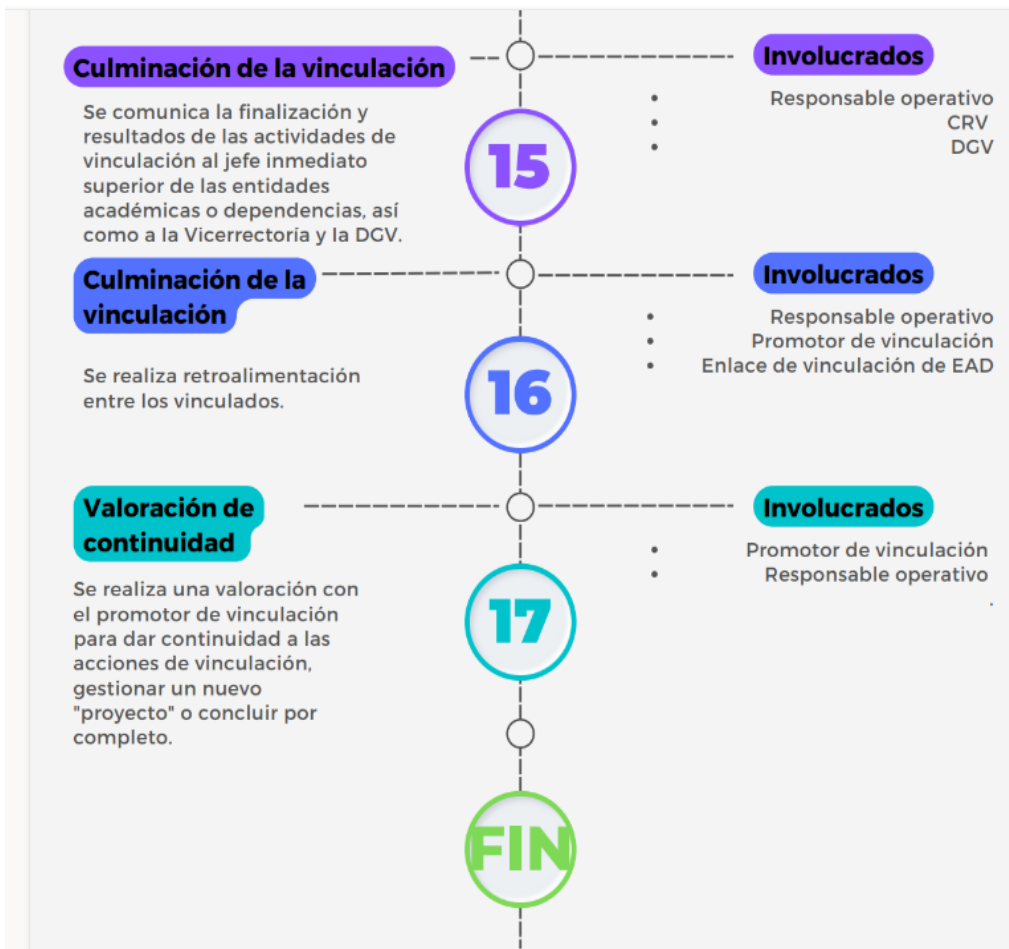 Culminación de la vinculación
Se comunica la finalización y
resultados de las actividades de
vinculación al jefe inmediato
superior de las entidades
académicas o dependencias, así
como a la Vicerrectoría y la DGV.
15
Involucrados
• Responsable operativo
• CRV
• DGV
Culminación de la
vinculación
Se realiza retroalimentación
entre los vinculados.
16
Involucrados
• Responsable operativo
• Promotor de vinculación
• Enlace de vinculación de EAD
Valoración de
continuidad
Se realiza una valoración con
el promotor de vinculación
para dar continuidad a las
acciones de vinculación,
gestionar un nuevo
"proyecto" o concluir por
completo.
17
Involucrados
• Promotor de vinculación
• Responsable operativo
.
FIN